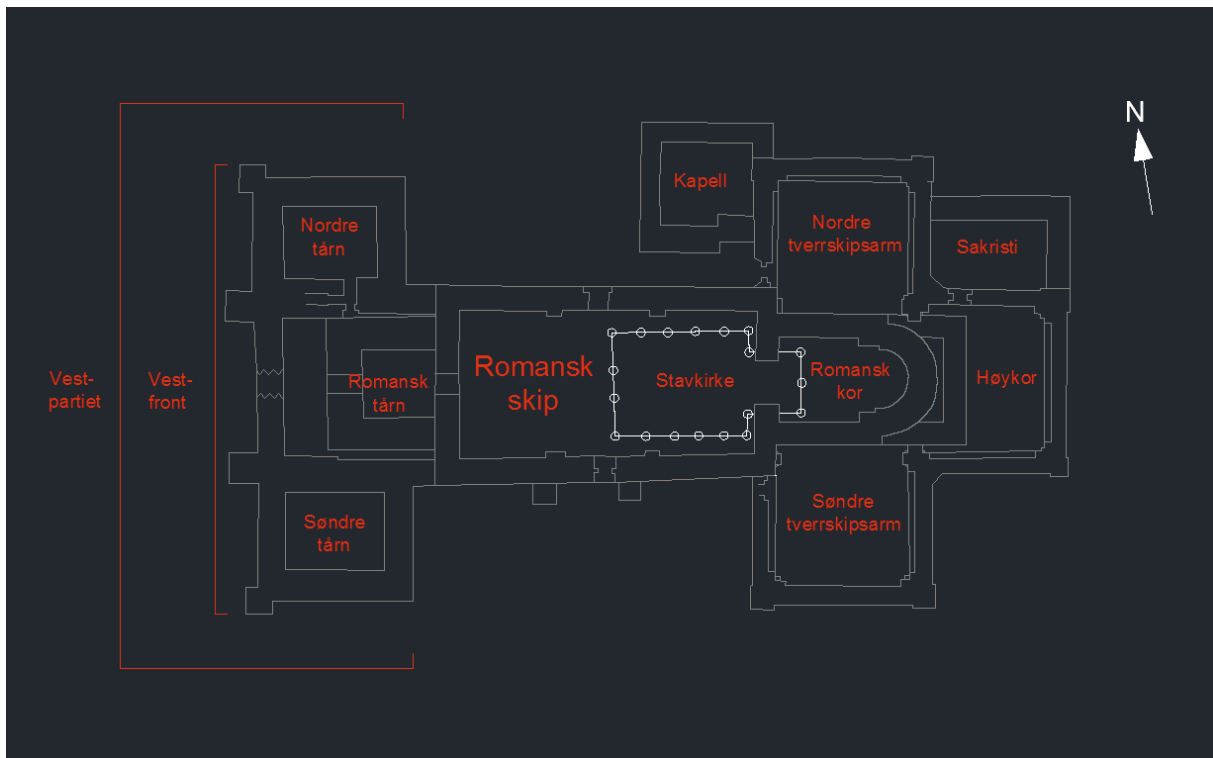 N
Kapell
Nordre
tårn
Nordre
tverrskipsarm
Sakristi
Vest-
partiet
Vest-
front
Romansk
tårn
Romansk
skip
Stavkirke
Romansk
kor
Høykor
Søndre
tårn
Søndre
tverrskipsarm